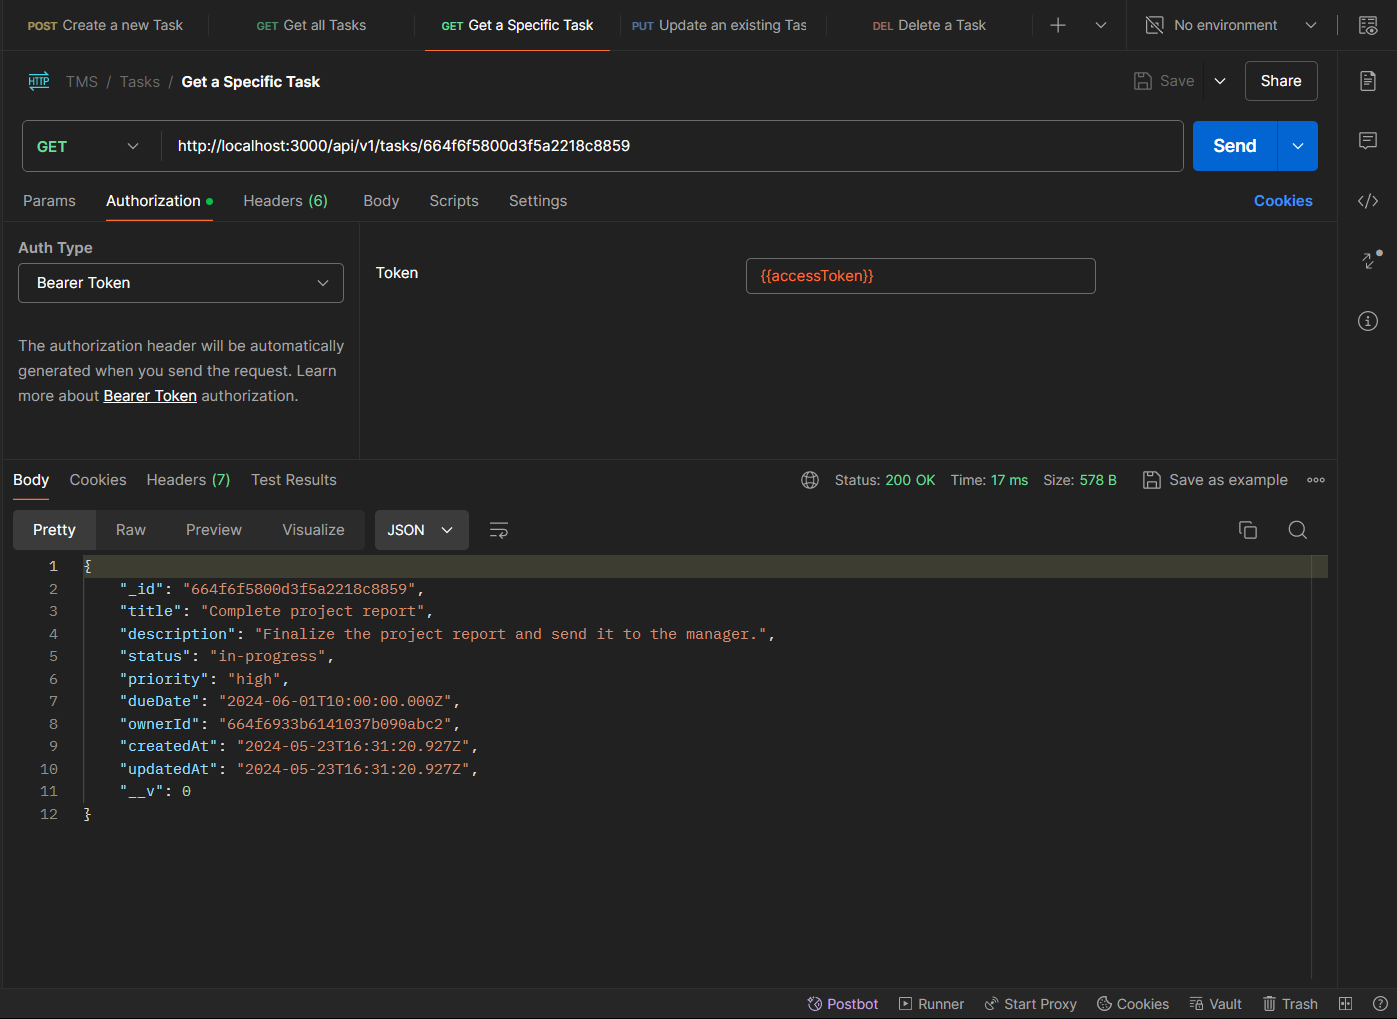 POST Create a new Task GET Get all Tasks GET Get a Specific Task PUT Update an existing Tas DEL Delete a Task No environment
HTTP TMS / Tasks / Get a Specific Task Save Share
GET http://localhost:3000/api/v1/tasks/664f6f5800d3f5a2218c8859 Send
Params Authorization Headers (6) Body Scripts Settings Cookies
Auth Type
Bearer Token
Token {{accessToken}}
The authorization header will be automatically
generated when you send the request. Learn
more about Bearer Token authorization.
Body Cookies Headers (7) Test Results Status: 200 OK Time: 17 ms Size: 578 B Save as example
Pretty Raw Preview Visualize JSON
1 {
2 "_id": "664f6f5800d3f5a2218c8859",
3 "title": "Complete project report",
4 "description": "Finalize the project report and send it to the manager.",
5 "status": "in-progress",
6 "priority": "high",
7 "dueDate": "2024-06-01T10:00:00.000Z",
8 "ownerId": "664f6933b6141037b090abc2",
9 "createdAt": "2024-05-23T16:31:20.927Z",
10 "updatedAt": "2024-05-23T16:31:20.927Z",
11 "__v": 0
12 }
Postbot Runner Start Proxy Cookies Vault Trash